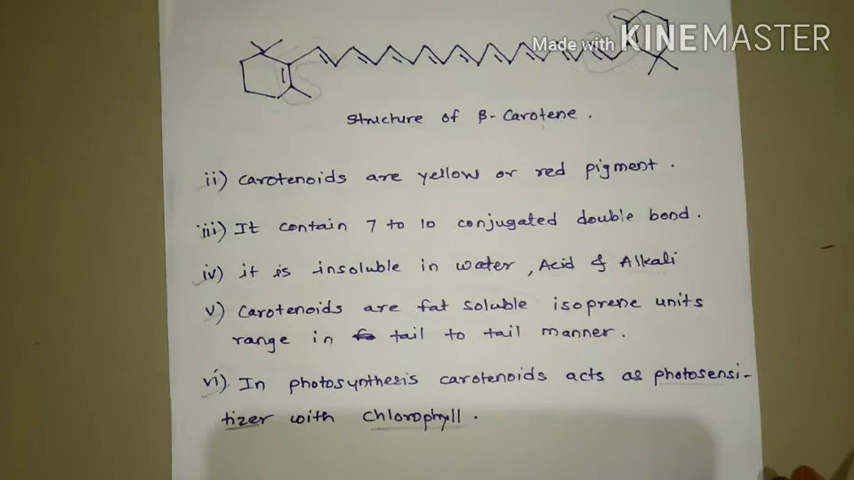 Made with KINEMASTER
Structure of β-Carotene.
ii) Carotenoids are yellow or red pigment.
iii) It contain 7 to 10 conjugated double bond.
iv) it is insoluble in water, Acid & Alkali
v) Carotenoids are fat soluble isoprene units
range in tail to tail manner.
vi) In photosynthesis carotenoids acts as photosensi-
tizer with chlorophyll.